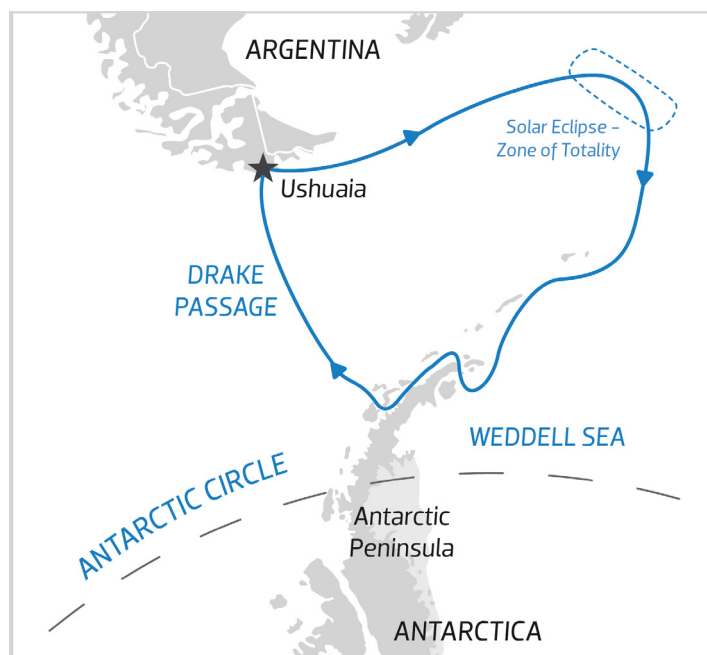 ARGENTINA
Solar Eclipse –
Zone of Totality
Ushuaia
DRAKE
PASSAGE
WEDDELL SEA
ANTARCTIC CIRCLE
Antarctic
Peninsula
ANTARCTICA